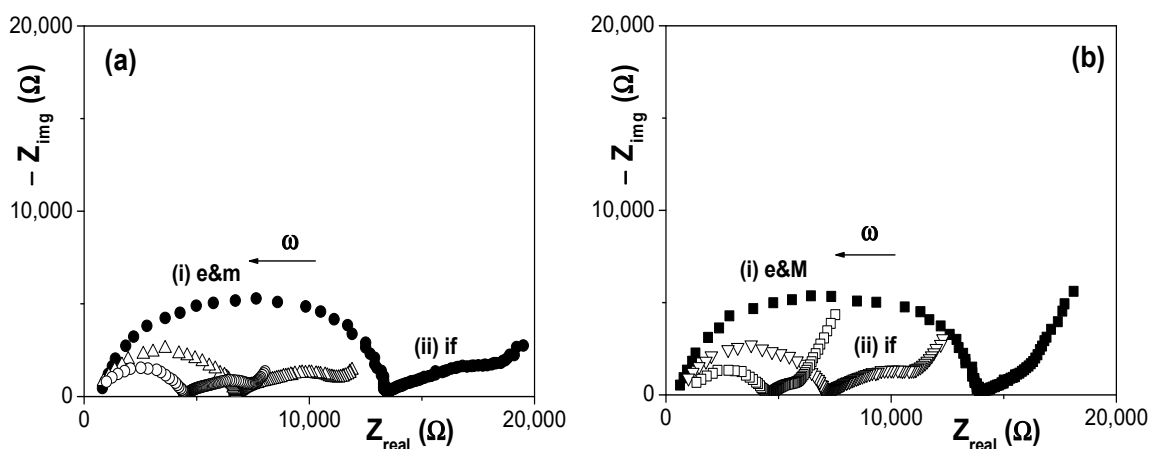 20,000
(a)
– Z_img (Ω)
10,000
ω
(i) e&m
(ii) if
0
0
10,000
20,000
Z_real (Ω)
20,000
(b)
– Z_img (Ω)
10,000
ω
(i) e&M
(ii) if
0
0
10,000
20,000
Z_real (Ω)